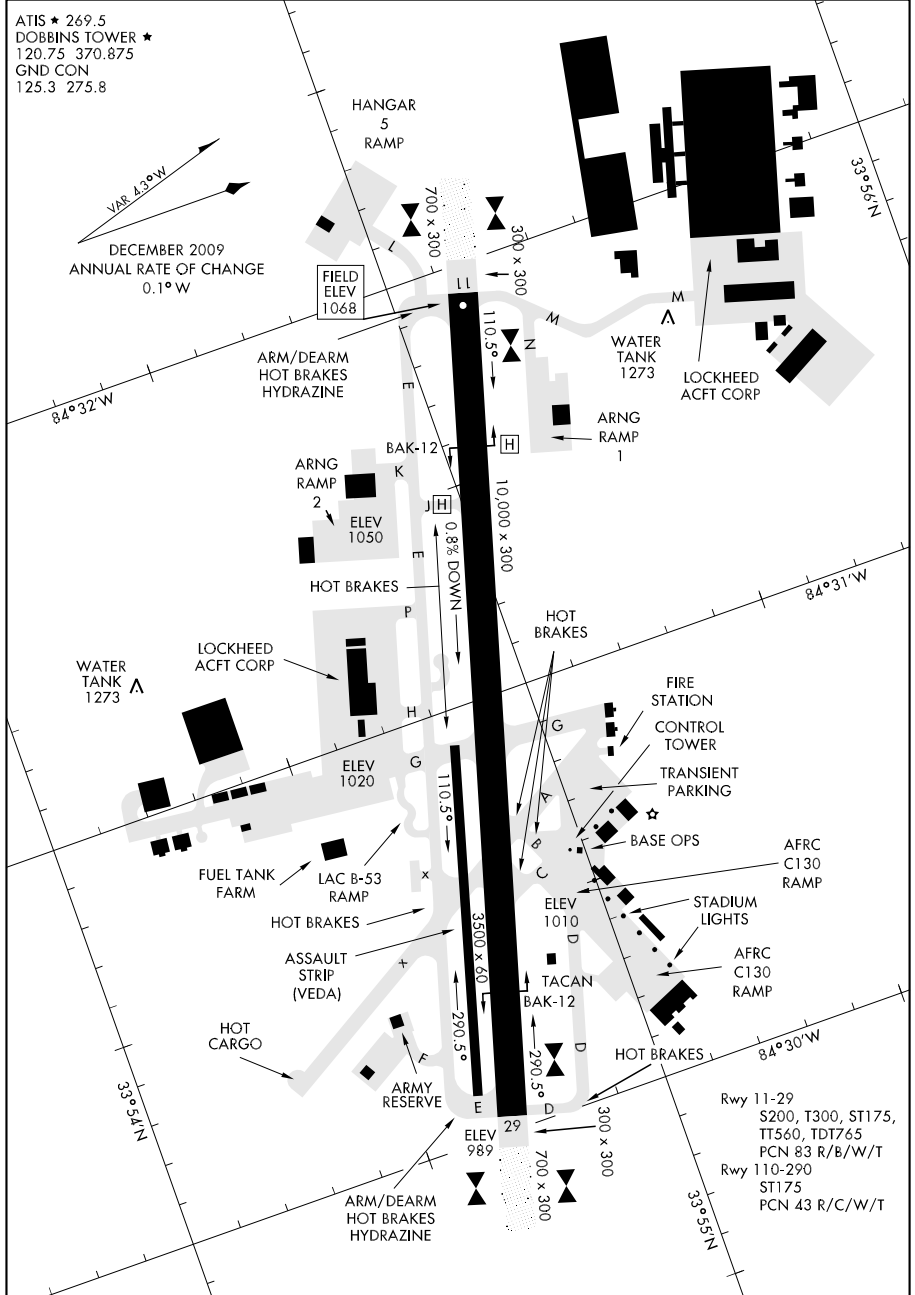 ATIS ★ 269.5
DOBBINS TOWER ★
120.75 370.875
GND CON
125.3 275.8
HANGAR
5
RAMP
VAR 4.3° W
DECEMBER 2009
ANNUAL RATE OF CHANGE
0.1° W
33°56'N
700 x 300
300 x 300
L
FIELD
ELEV
1068
11
M
M
N
110.5°
WATER
TANK
1273
LOCKHEED
ACFT CORP
ARM/DEARM
HOT BRAKES
HYDRAZINE
84°32'W
E
ARNG
RAMP
1
BAK-12
H
K
ARNG
RAMP
2
J
H
ELEV
1050
0.8% DOWN
10,000 x 300
E
HOT BRAKES
84°31'W
P
HOT
BRAKES
LOCKHEED
ACFT CORP
WATER
TANK
1273
FIRE
STATION
H
G
CONTROL
TOWER
G
ELEV
1020
TRANSIENT
PARKING
110.5°
A
BASE OPS
B
C
AFRC
C130
RAMP
FUEL TANK
FARM
LAC B-53
RAMP
X
HOT BRAKES
ELEV
1010
STADIUM
LIGHTS
3500 x 60
D
ASSAULT
STRIP
(VEDA)
X
AFRC
C130
RAMP
TACAN
BAK-12
HOT
CARGO
290.5°
290.5°
D
HOT BRAKES
84°30'W
F
ARMY
RESERVE
33°54'N
E
D
29
ELEV
989
300 x 300
700 x 300
ARM/DEARM
HOT BRAKES
HYDRAZINE
33°55'N
Rwy 11-29
S200, T300, ST175,
TT560, TDT765
PCN 83 R/B/W/T
Rwy 110-290
ST175
PCN 43 R/C/W/T